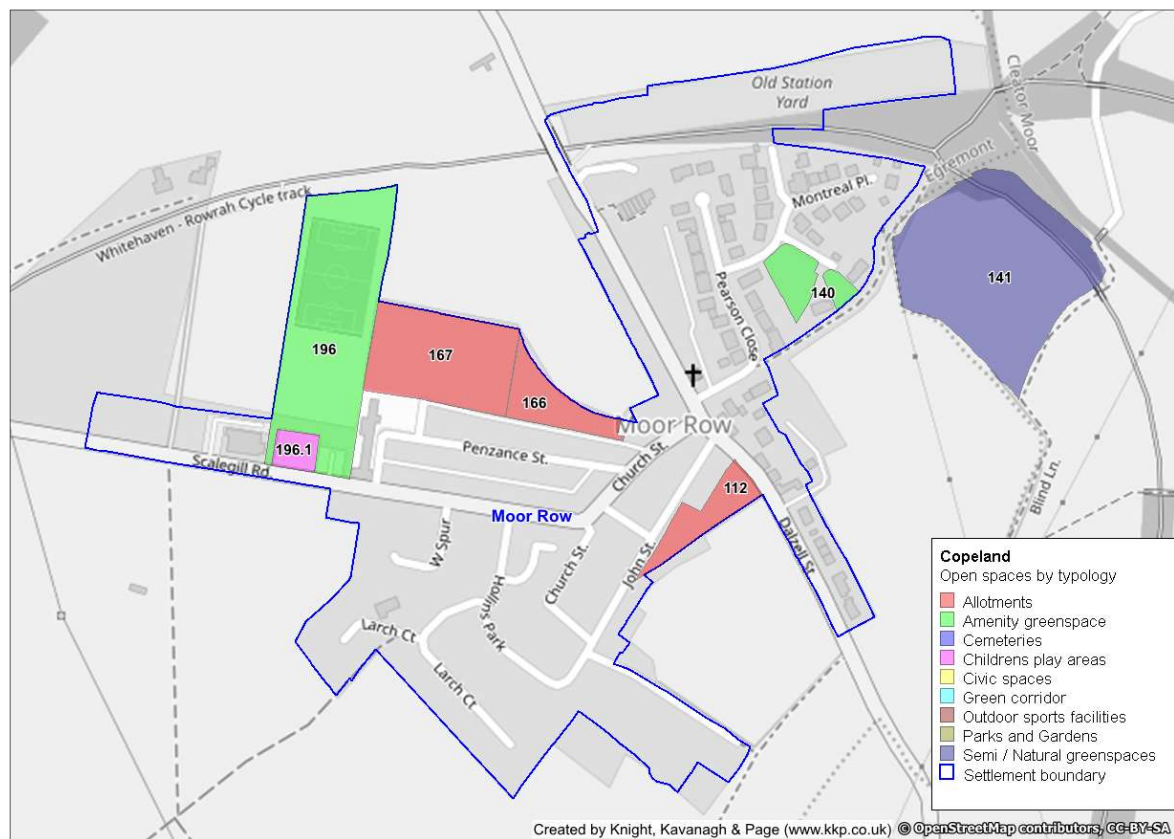 Old Station
Yard
Cleator Moor
Egremont
Montreal Pl.
Whitehaven - Rowrah Cycle track
141
140
Pearson Close
196
167
166
Moor Row
196.1
Penzance St.
Church St.
Scalegill Rd.
112
Moor Row
Blind Ln.
W Spur
Church St.
John St.
Dalzell St.
Hollins Park
Larch Ct
Larch Ct
Copeland
Open spaces by typology
Allotments
Amenity greenspace
Cemeteries
Childrens play areas
Civic spaces
Green corridor
Outdoor sports facilities
Parks and Gardens
Semi / Natural greenspaces
Settlement boundary
Created by Knight, Kavanagh & Page (www.kkp.co.uk) © OpenStreetMap contributors, CC-BY-SA